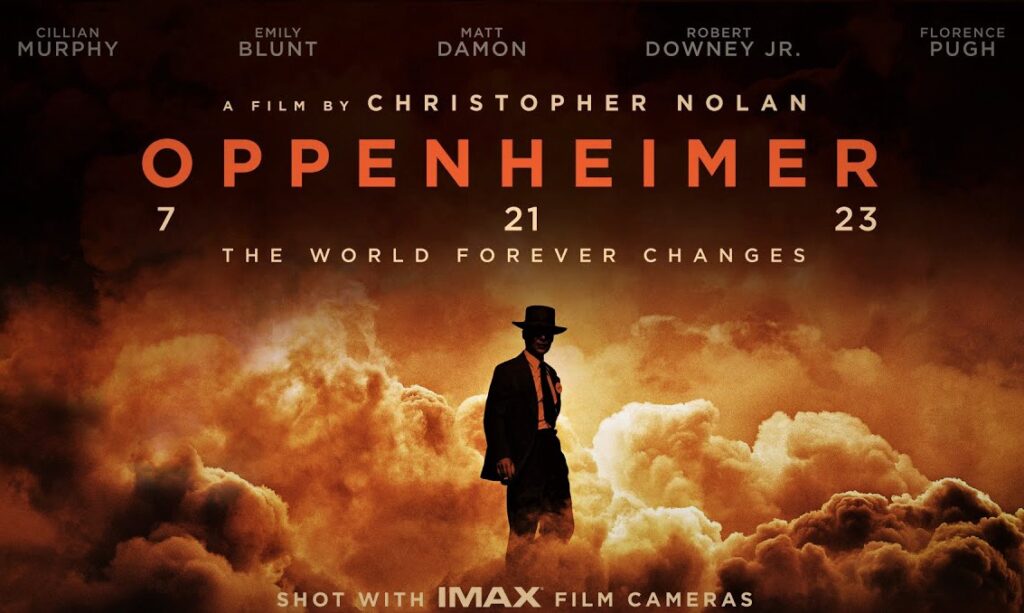 CILLIAN MURPHY
EMILY BLUNT
MATT DAMON
ROBERT DOWNEY JR.
FLORENCE PUGH
A FILM BY CHRISTOPHER NOLAN
OPPENHEIMER
7 21 23
THE WORLD FOREVER CHANGES
SHOT WITH IMAX FILM CAMERAS